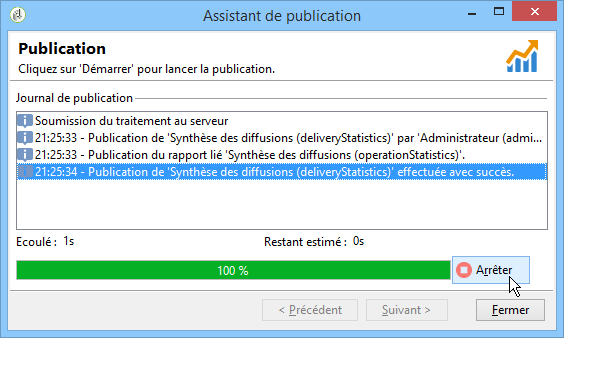 Assistant de publication
Publication
Cliquez sur 'Démarrer' pour lancer la publication.
Journal de publication
Soumission du traitement au serveur
21:25:33 - Publication de 'Synthèse des diffusions (deliveryStatistics)' par 'Administrateur (admi...
21:25:33 - Publication du rapport lié 'Synthèse des diffusions (operationStatistics)'.
21:25:34 - Publication de 'Synthèse des diffusions (deliveryStatistics)' effectuée avec succès.
Ecoulé : 1s Restant estimé : 0s
100 % Arrêter
< Précédent Suivant > Fermer